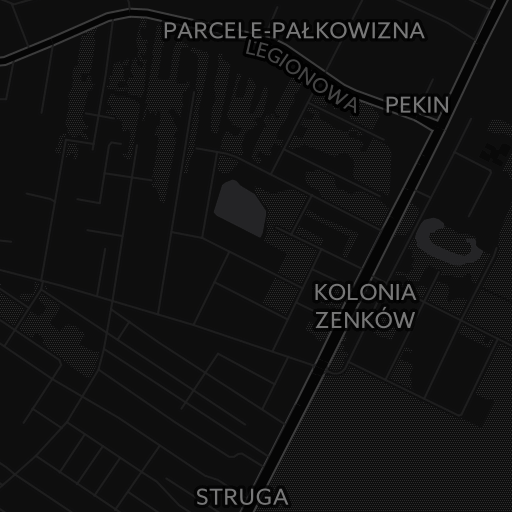 PARCELE-PAŁKOWIZNA
LEGIONOWA
PEKIN
KOLONIA
ZENKÓW
STRUGA